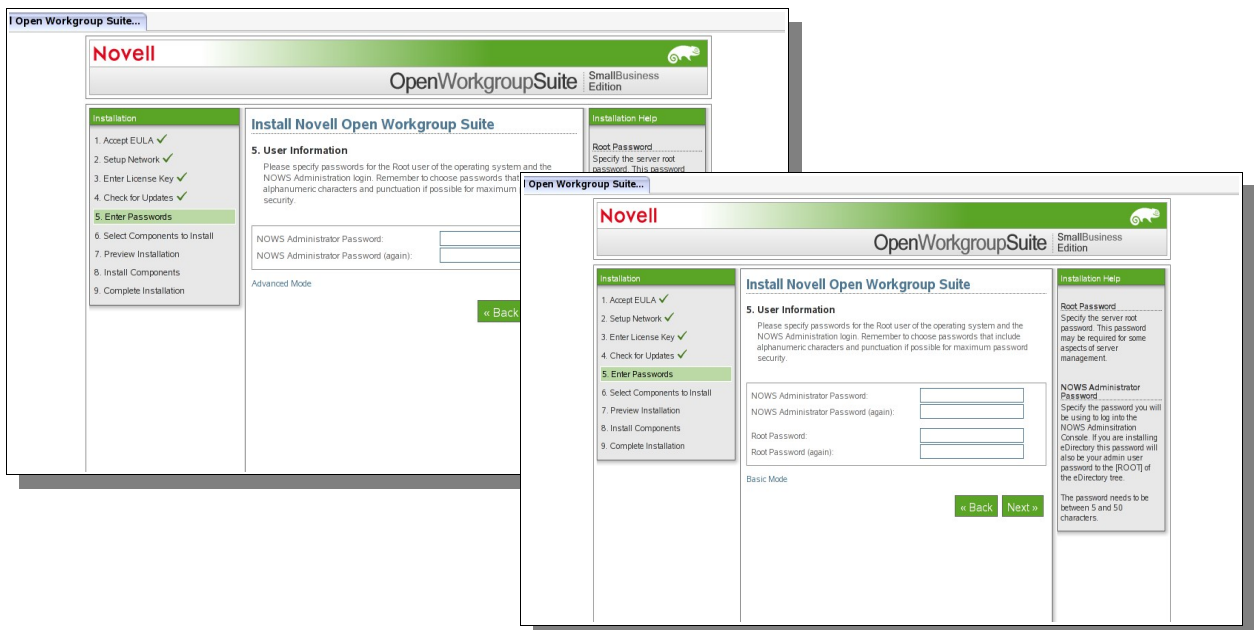 l Open Workgroup Suite...
Novell
OpenWorkgroupSuite
SmallBusiness
Edition
Installation
1. Accept EULA
2. Setup Network
3. Enter License Key
4. Check for Updates
5. Enter Passwords
6. Select Components to Install
7. Preview Installation
8. Install Components
9. Complete Installation
Install Novell Open Workgroup Suite
5. User Information
Please specify passwords for the Root user of the operating system and the
NOWS Administration login. Remember to choose passwords that
alphanumeric characters and punctuation if possible for maximum
security.
NOWS Administrator Password:
NOWS Administrator Password (again):
Advanced Mode
« Back
Installation Help
Root Password
Specify the server root
password. This password
Open Workgroup Suite...
Novell
OpenWorkgroupSuite
SmallBusiness
Edition
Installation
1. Accept EULA
2. Setup Network
3. Enter License Key
4. Check for Updates
5. Enter Passwords
6. Select Components to Install
7. Preview Installation
8. Install Components
9. Complete Installation
Install Novell Open Workgroup Suite
5. User Information
Please specify passwords for the Root user of the operating system and the
NOWS Administration login. Remember to choose passwords that include
alphanumeric characters and punctuation if possible for maximum password
security.
NOWS Administrator Password:
NOWS Administrator Password (again):
Root Password:
Root Password (again):
Basic Mode
« Back
Next »
Installation Help
Root Password
Specify the server root
password. This password
may be required for some
aspects of server
management.
NOWS Administrator
Password
Specify the password you will
be using to log into the
NOWS Adminsitration
Console. If you are installing
eDirectory this password will
also be your admin user
password to the [ROOT] of
the eDirectory tree.
The password needs to be
between 5 and 50
characters.